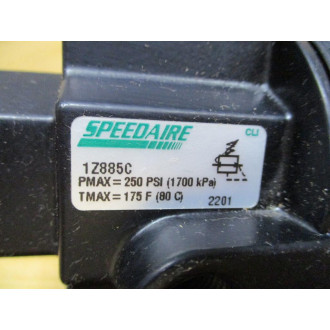 SPEEDAIRE CLI
1Z885C
PMAX = 250 PSI (1700 kPa)
TMAX = 175 F (80 C) 2201